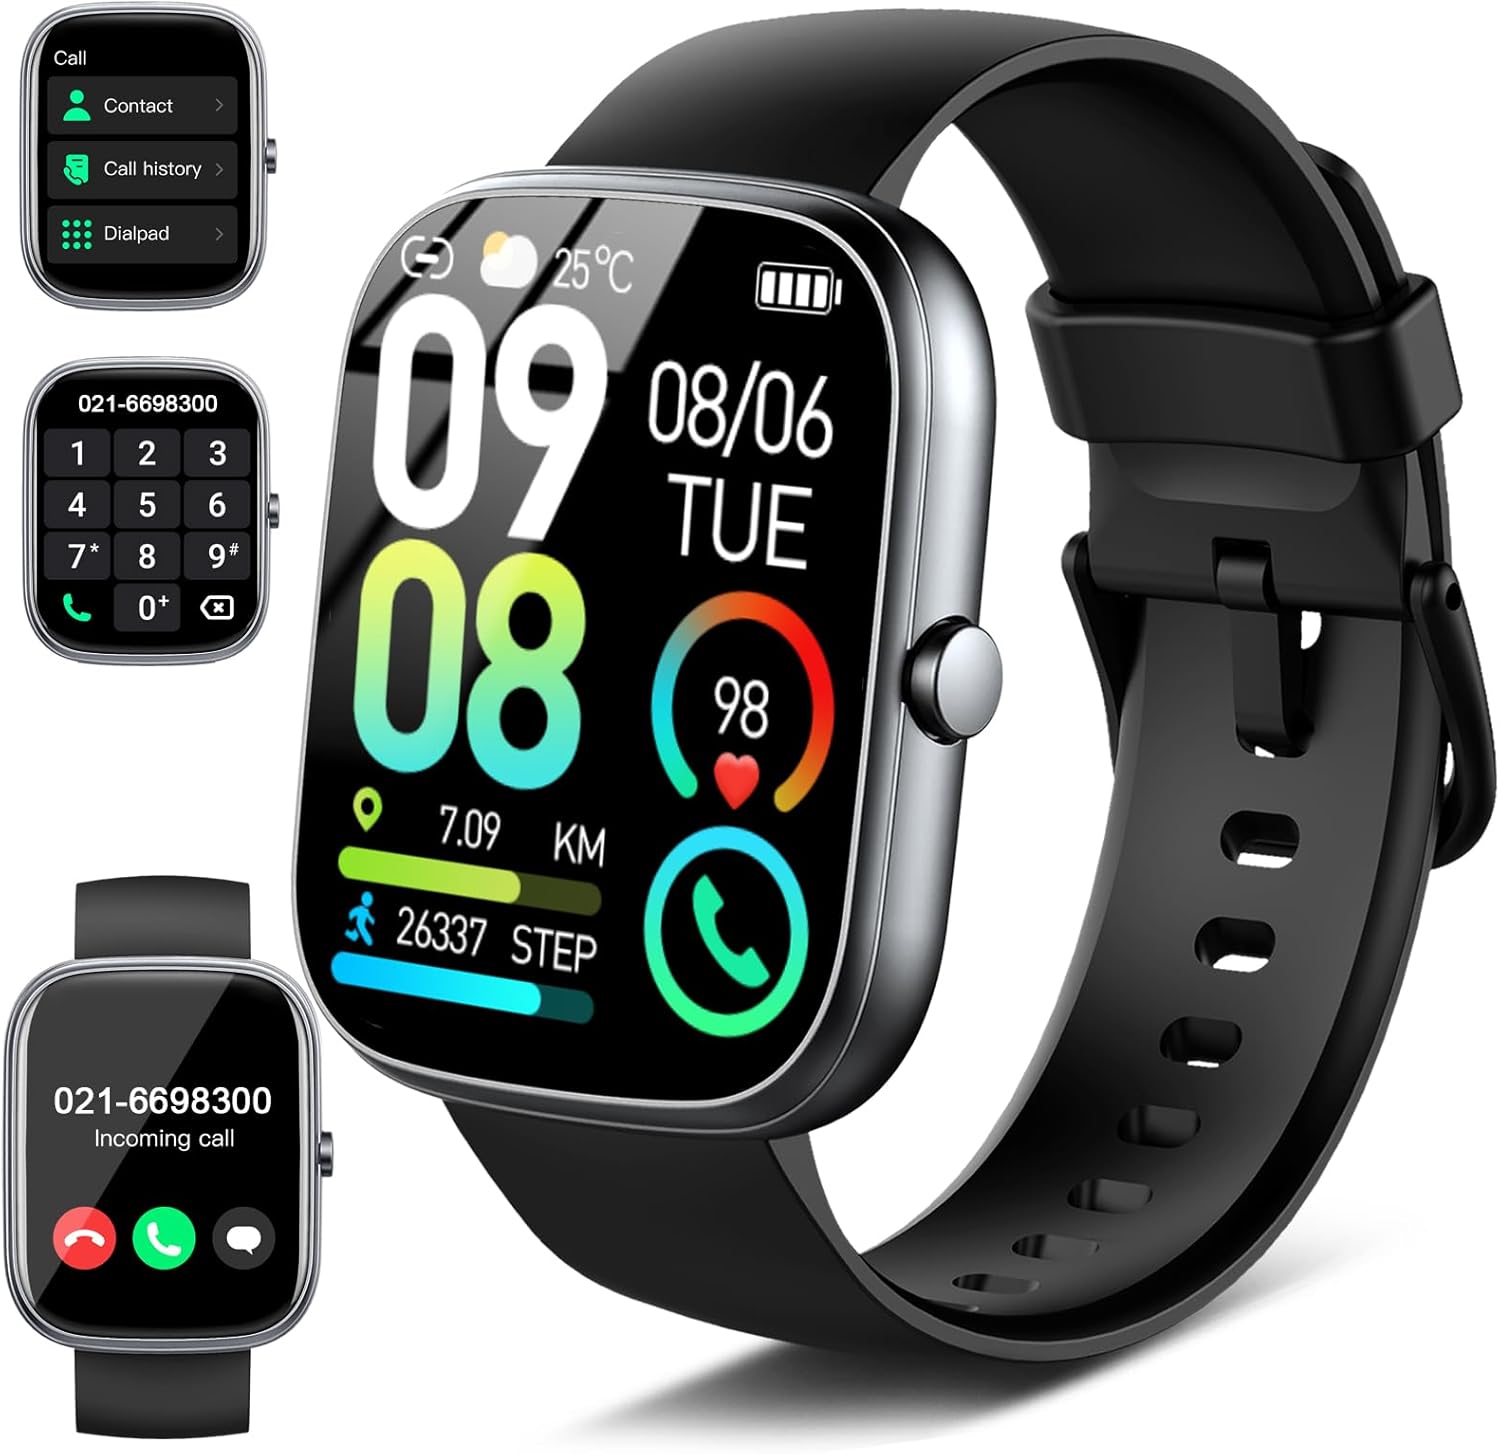 Call
Contact
Call history
Dialpad
021-6698300
1 2 3
4 5 6
7* 8 9#
0+
021-6698300
Incoming call
25°C
09
08/06
TUE
08
98
7.09 KM
26337 STEP